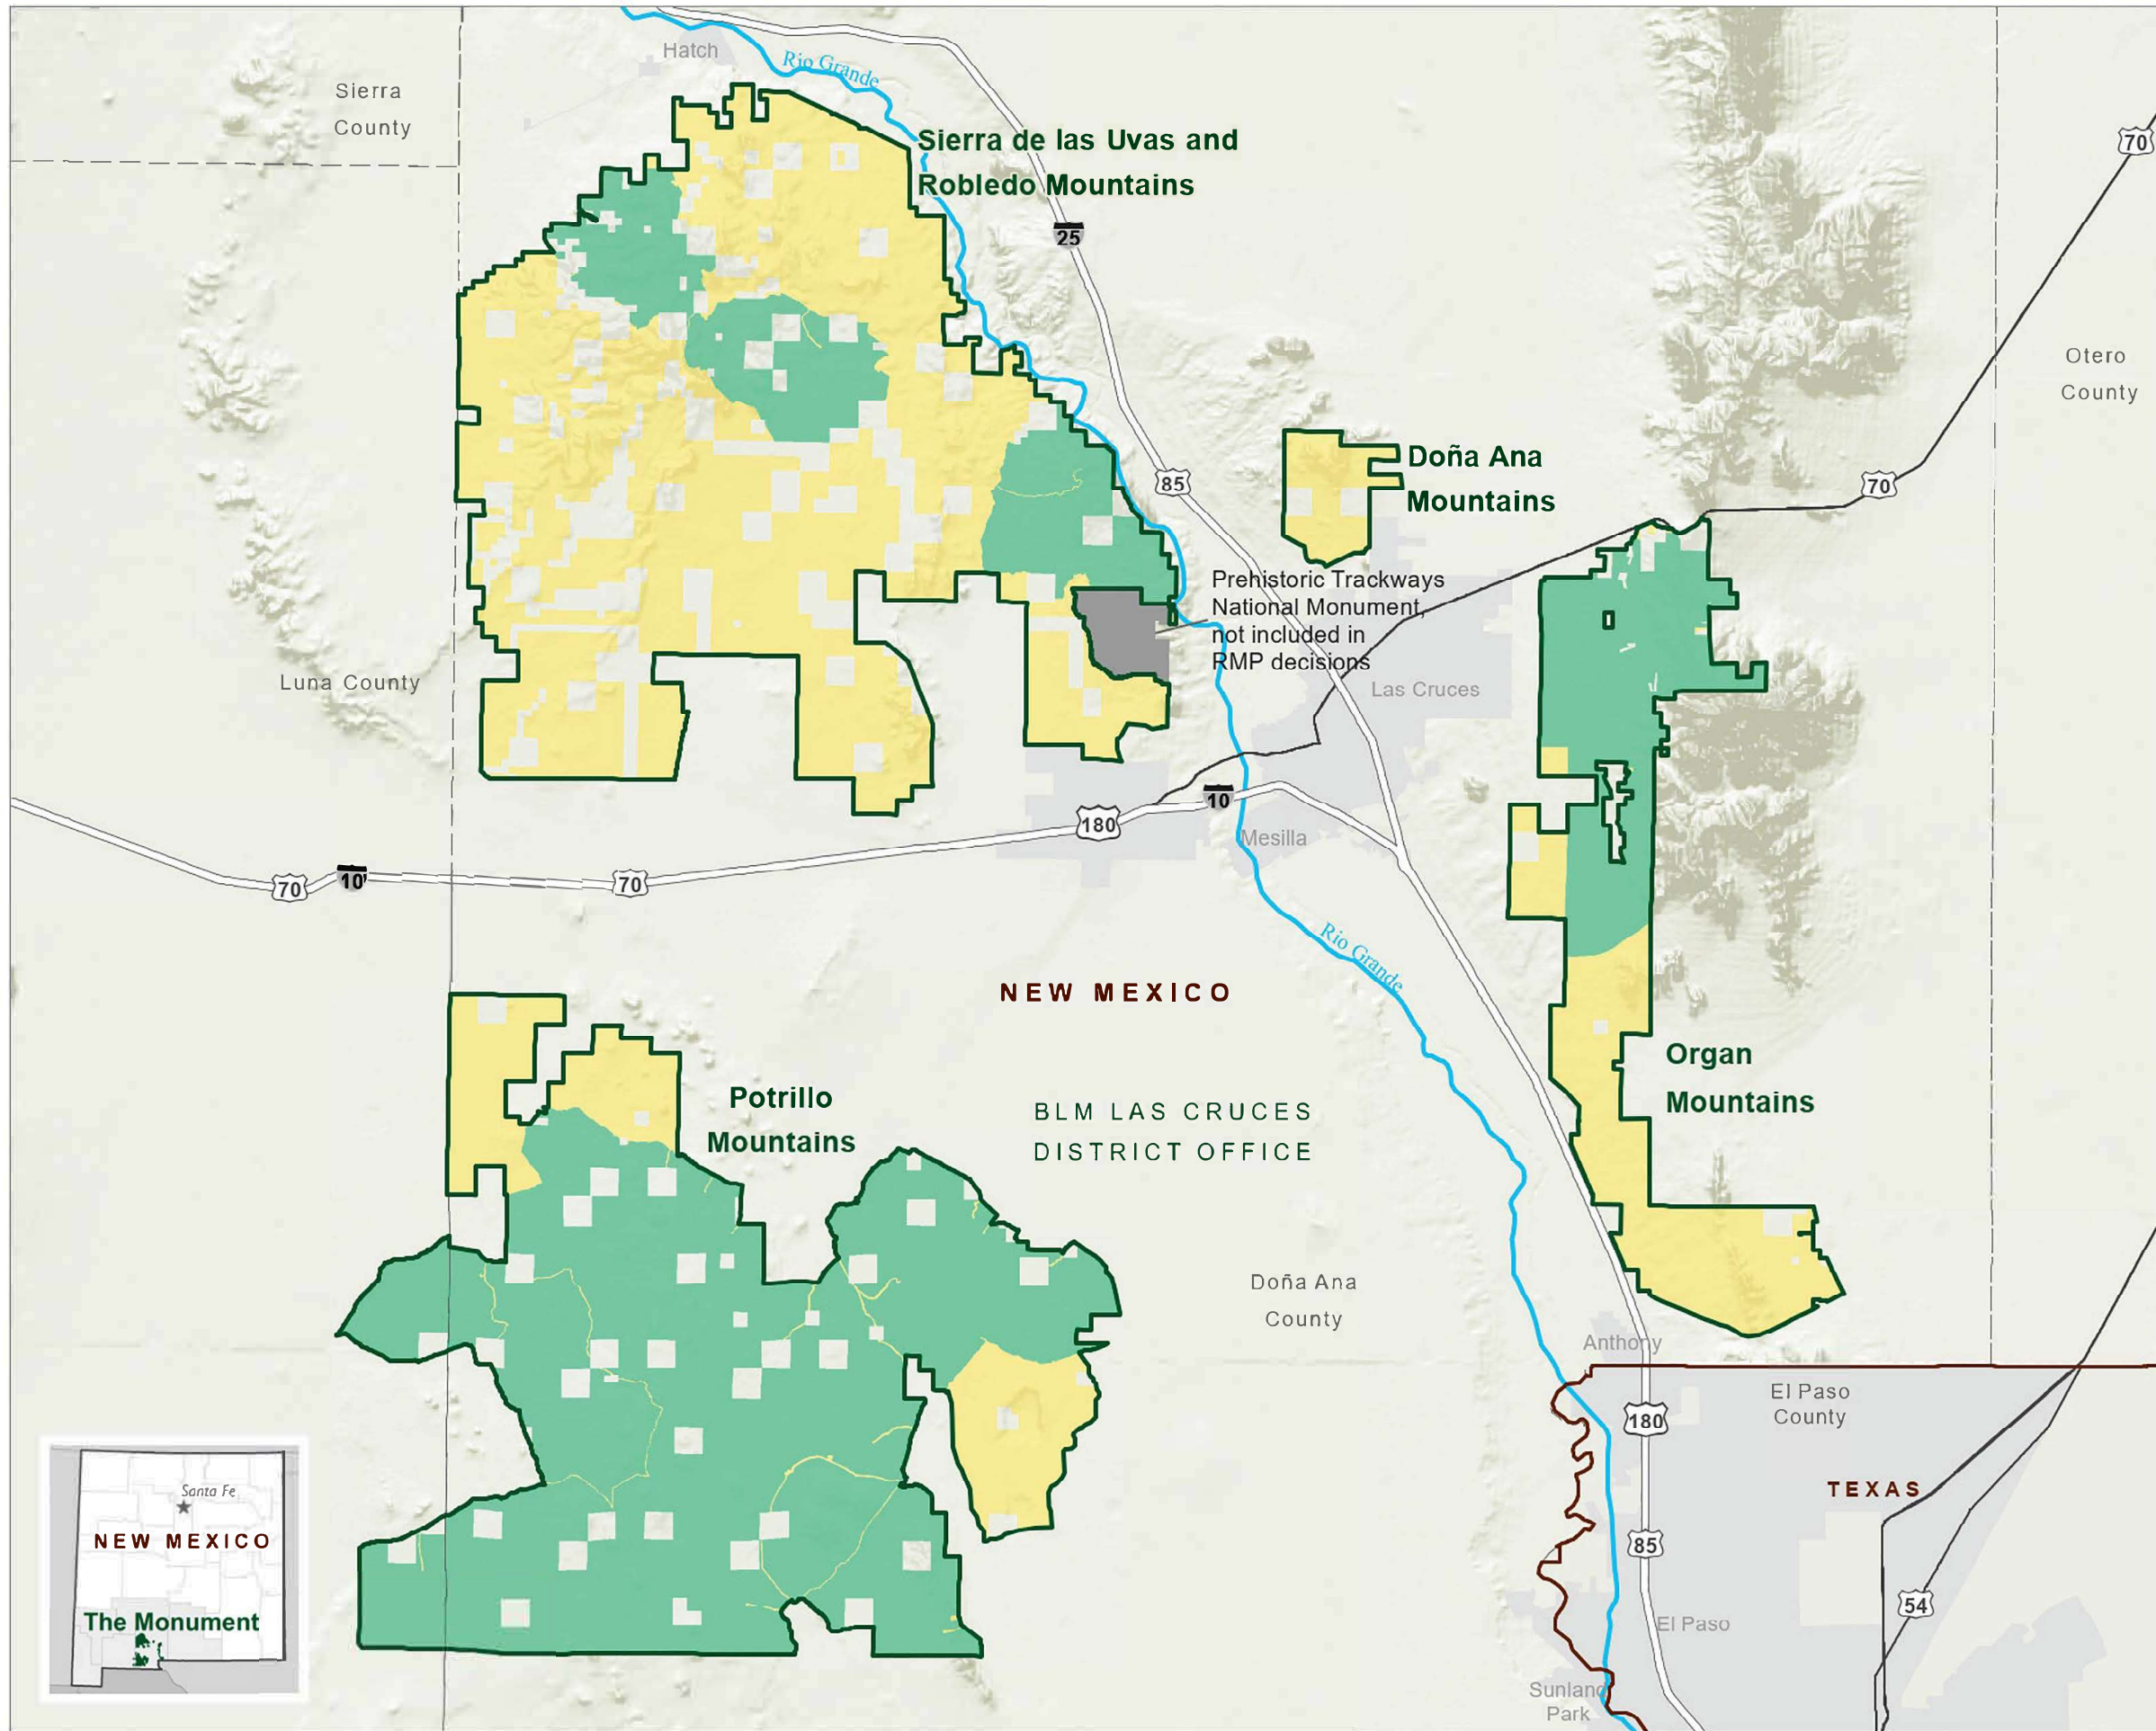 Hatch
Rio Grande
Sierra
County
Sierra de las Uvas and
Robledo Mountains
70
25
Otero
County
85
Doña Ana
Mountains
70
Prehistoric Trackways
National Monument,
not included in
RMP decisions
Luna County
Las Cruces
10
180
Mesilla
70
10
70
Rio Grande
NEW MEXICO
Organ
Mountains
Potrillo
Mountains
BLM LAS CRUCES
DISTRICT OFFICE
Doña Ana
County
Anthony
El Paso
County
180
TEXAS
Santa Fe
NEW MEXICO
85
54
The Monument
El Paso
Sunland
Park